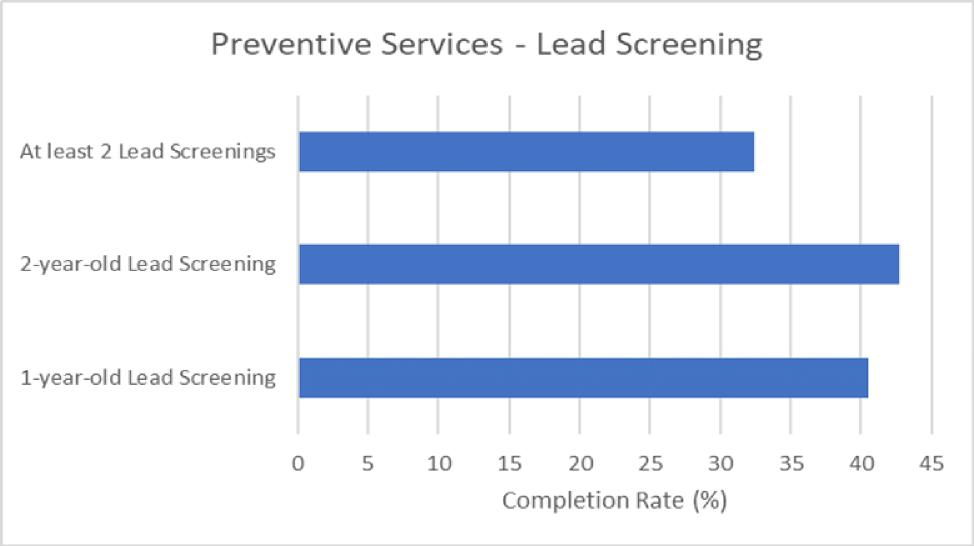 Preventive Services - Lead Screening
At least 2 Lead Screenings
2-year-old Lead Screening
1-year-old Lead Screening
0 5 10 15 20 25 30 35 40 45
Completion Rate (%)